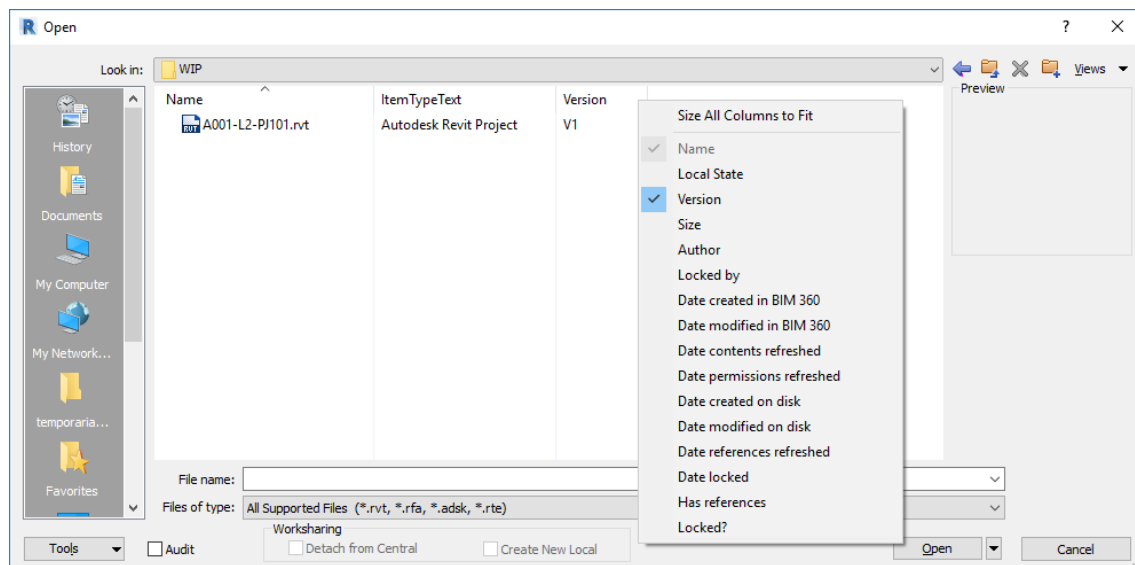 R Open ?
Look in: WIP Views
Preview
Name ItemTypeText Version
RVT A001-L2-PJ101.rvt Autodesk Revit Project V1
History
Documents
My Computer
My Network...
temporaria...
Favorites
Size All Columns to Fit
Name
Local State
Version
Size
Author
Locked by
Date created in BIM 360
Date modified in BIM 360
Date contents refreshed
Date permissions refreshed
Date created on disk
Date modified on disk
Date references refreshed
Date locked
Has references
Locked?
File name:
Files of type: All Supported Files (*.rvt, *.rfa, *.adsk, *.rte)
Worksharing
Tools Audit Detach from Central Create New Local Open Cancel